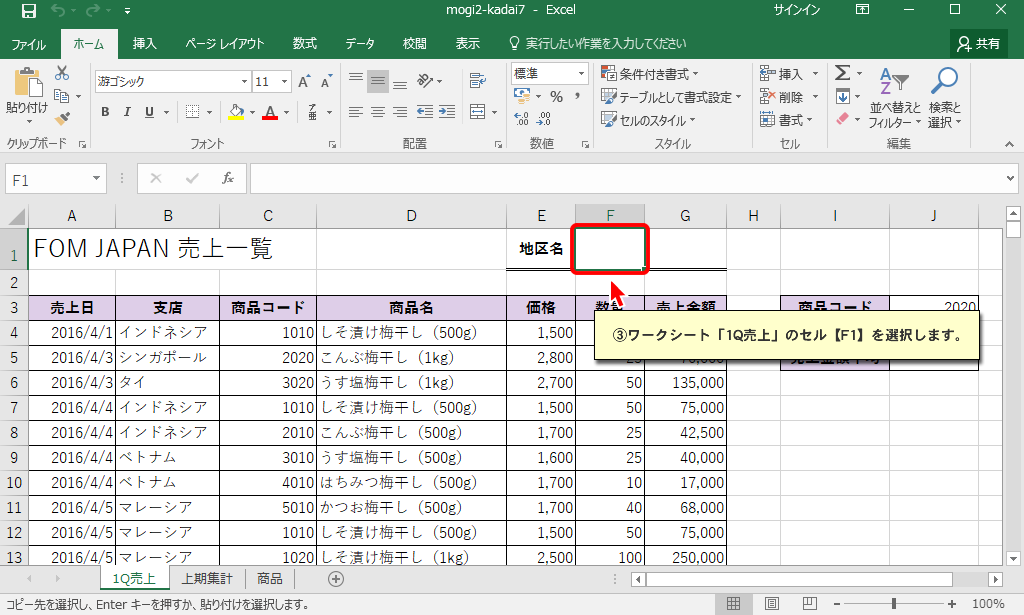 mogi2-kadai7 - Excel サインイン
ファイル ホーム 挿入 ページレイアウト 数式 データ 校閲 表示 実行したい作業を入力してください 共有
貼り付け
クリップボード
游ゴシック 11
B I U
フォント
配置
標準
% ,
数値
条件付き書式
テーブルとして書式設定
セルのスタイル
スタイル
挿入
削除
書式
セル
並べ替えと
フィルター
検索と
選択
編集
F1 fx
A B C D E F G H I J
1 FOM JAPAN 売上一覧 地区名
2
3 売上日 支店 商品コード 商品名 価格 売上金額 商品コード 2020
③ワークシート「1Q売上」のセル【F1】を選択します。
4 2016/4/1 インドネシア 1010 しそ漬け梅干し（500g） 1,500
5 2016/4/3 シンガポール 2020 こんぶ梅干し（1kg） 2,800
6 2016/4/3 タイ 3020 うす塩梅干し（1kg） 2,700 50 135,000
7 2016/4/4 インドネシア 1010 しそ漬け梅干し（500g） 1,500 50 75,000
8 2016/4/4 インドネシア 2010 こんぶ梅干し（500g） 1,700 25 42,500
9 2016/4/4 ベトナム 3010 うす塩梅干し（500g） 1,600 25 40,000
10 2016/4/4 ベトナム 4010 はちみつ梅干し（500g） 1,700 10 17,000
11 2016/4/5 マレーシア 5010 かつお梅干し（500g） 1,700 40 68,000
12 2016/4/5 マレーシア 1010 しそ漬け梅干し（500g） 1,500 50 75,000
13 2016/4/5 マレーシア 1020 しそ漬け梅干し（1kg） 2,500 100 250,000
1Q売上 上期集計 商品
コピー先を選択し、Enter キーを押すか、貼り付けを選択します。 100%